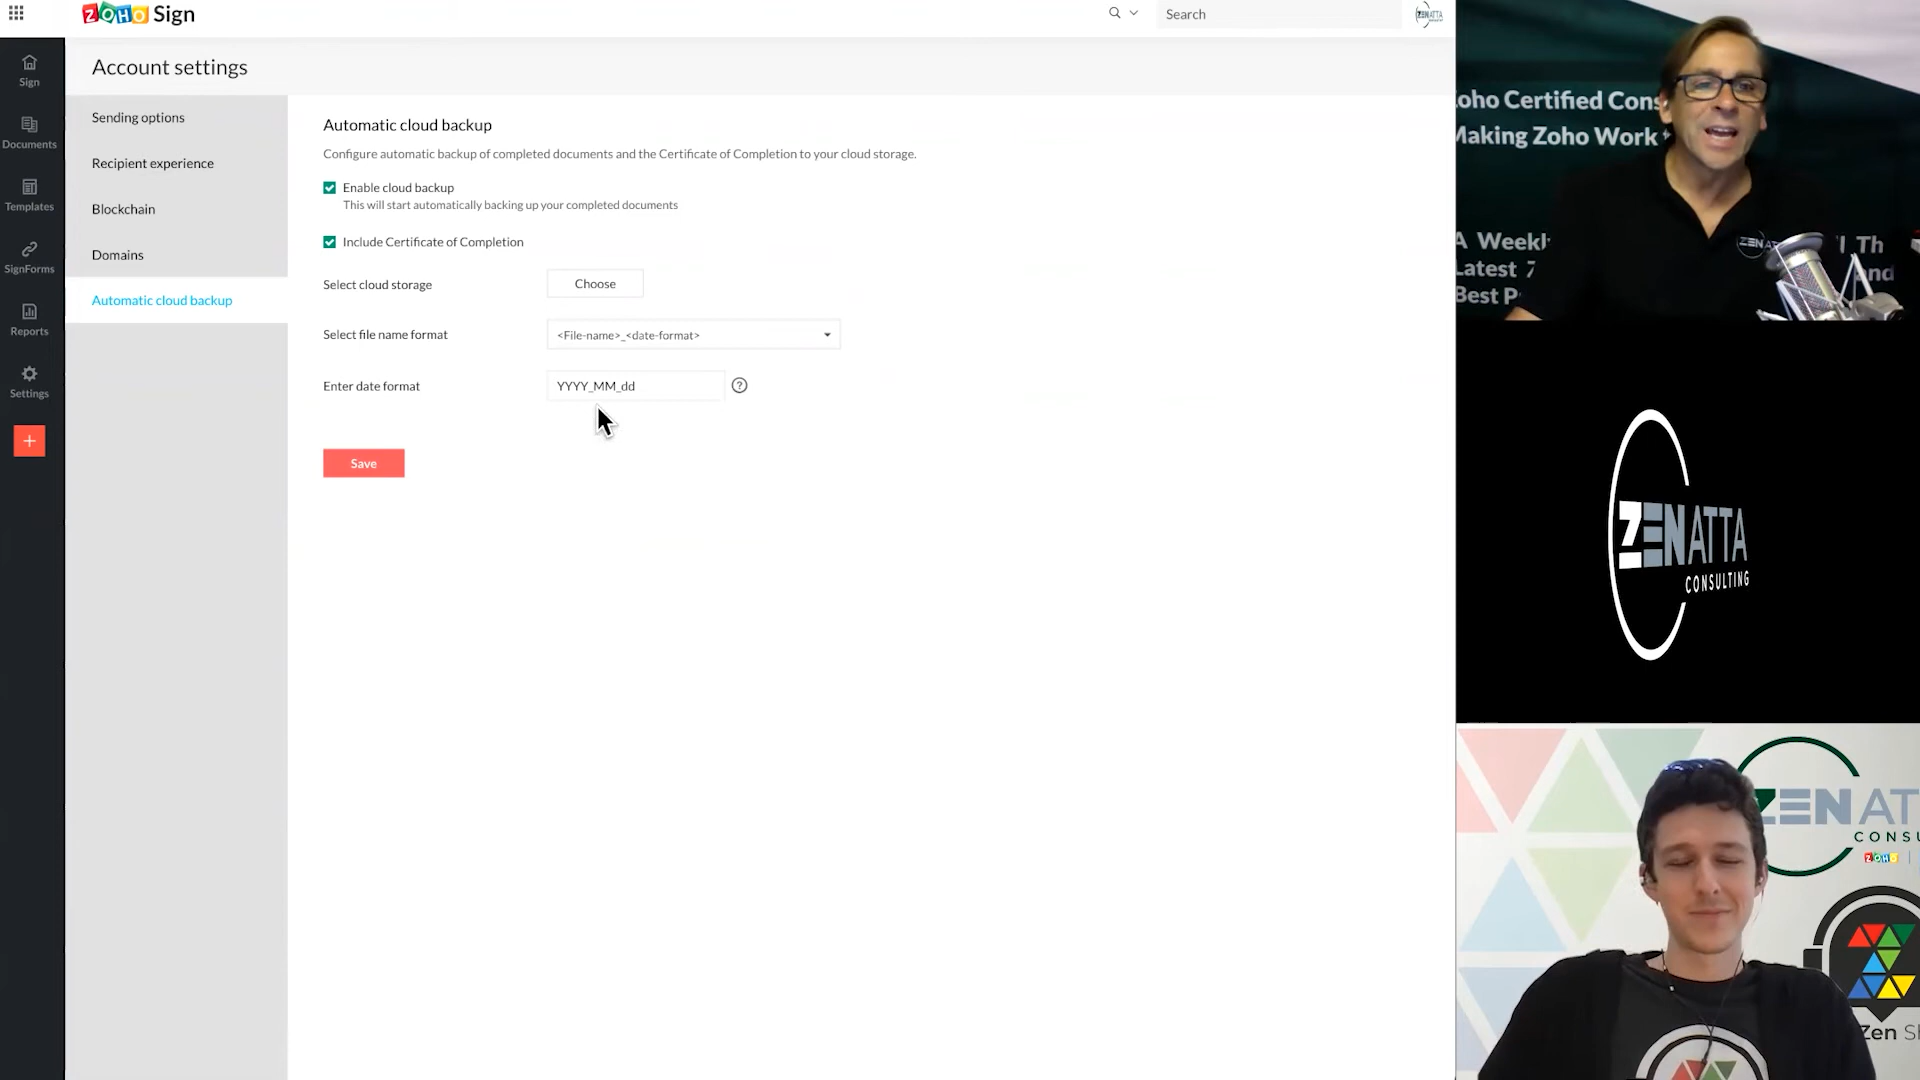 ZOHO Sign
Search
ZENATTA
Account settings
Sign
Documents
Templates
SignForms
Reports
Settings
Sending options
Recipient experience
Blockchain
Domains
Automatic cloud backup
Automatic cloud backup
Configure automatic backup of completed documents and the Certificate of Completion to your cloud storage.
Enable cloud backup
This will start automatically backing up your completed documents
Include Certificate of Completion
Select cloud storage
Choose
Select file name format
<File-name>_<date-format>
Enter date format
YYYY_MM_dd
?
Save
oho Certified Cons
Making Zoho Work
A Weekl
Th
Latest
and
Best P
ZENATTA
CONSULTING
ZEN AT
CONSU
ZOHO
Zen S